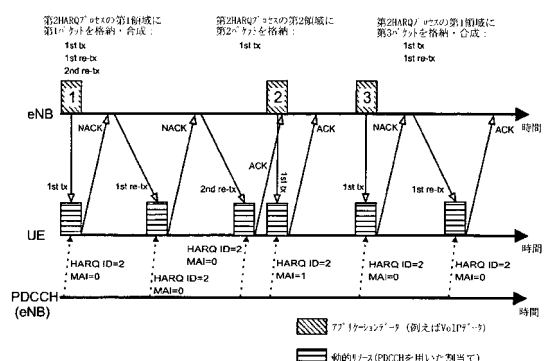 第2HARQプロセスの第1領域に
第1パケットを格納・合成：
1st tx
1st re-tx
2nd re-tx
第2HARQプロセスの第2領域に
第2パケットを格納：
1st tx
第2HARQプロセスの第1領域に
第3パケットを格納・合成：
1st tx
1st re-tx
1
2
3
eNB
時間
NACK
NACK
ACK
ACK
NACK
ACK
1st tx
1st re-tx
2nd re-tx
1st tx
1st tx
1st re-tx
UE
時間
HARQ ID=2
MAI=0
HARQ ID=2
MAI=0
HARQ ID=2
MAI=0
HARQ ID=2
MAI=1
HARQ ID=2
MAI=0
HARQ ID=2
MAI=0
PDCCH
(eNB)
時間
アプリケーションデータ（例えばVoIPデータ）
動的リソース(PDCCHを用いた割当て)